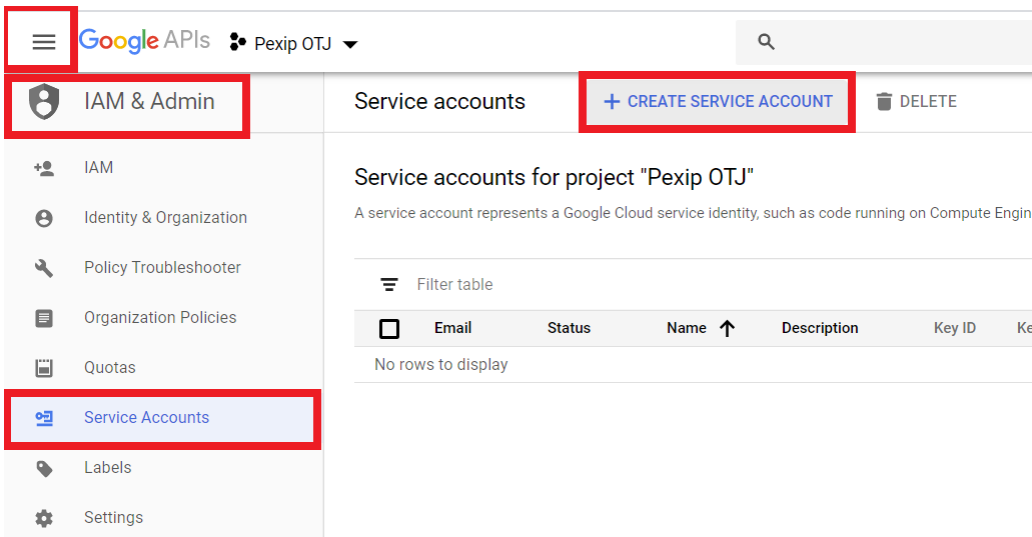 Google APIs Pexip OTJ
IAM & Admin
Service accounts + CREATE SERVICE ACCOUNT DELETE
IAM
Identity & Organization
Policy Troubleshooter
Organization Policies
Quotas
Service Accounts
Labels
Settings
Service accounts for project "Pexip OTJ"
A service account represents a Google Cloud service identity, such as code running on Compute Engin
Filter table
Email Status Name Description Key ID Ke
No rows to display